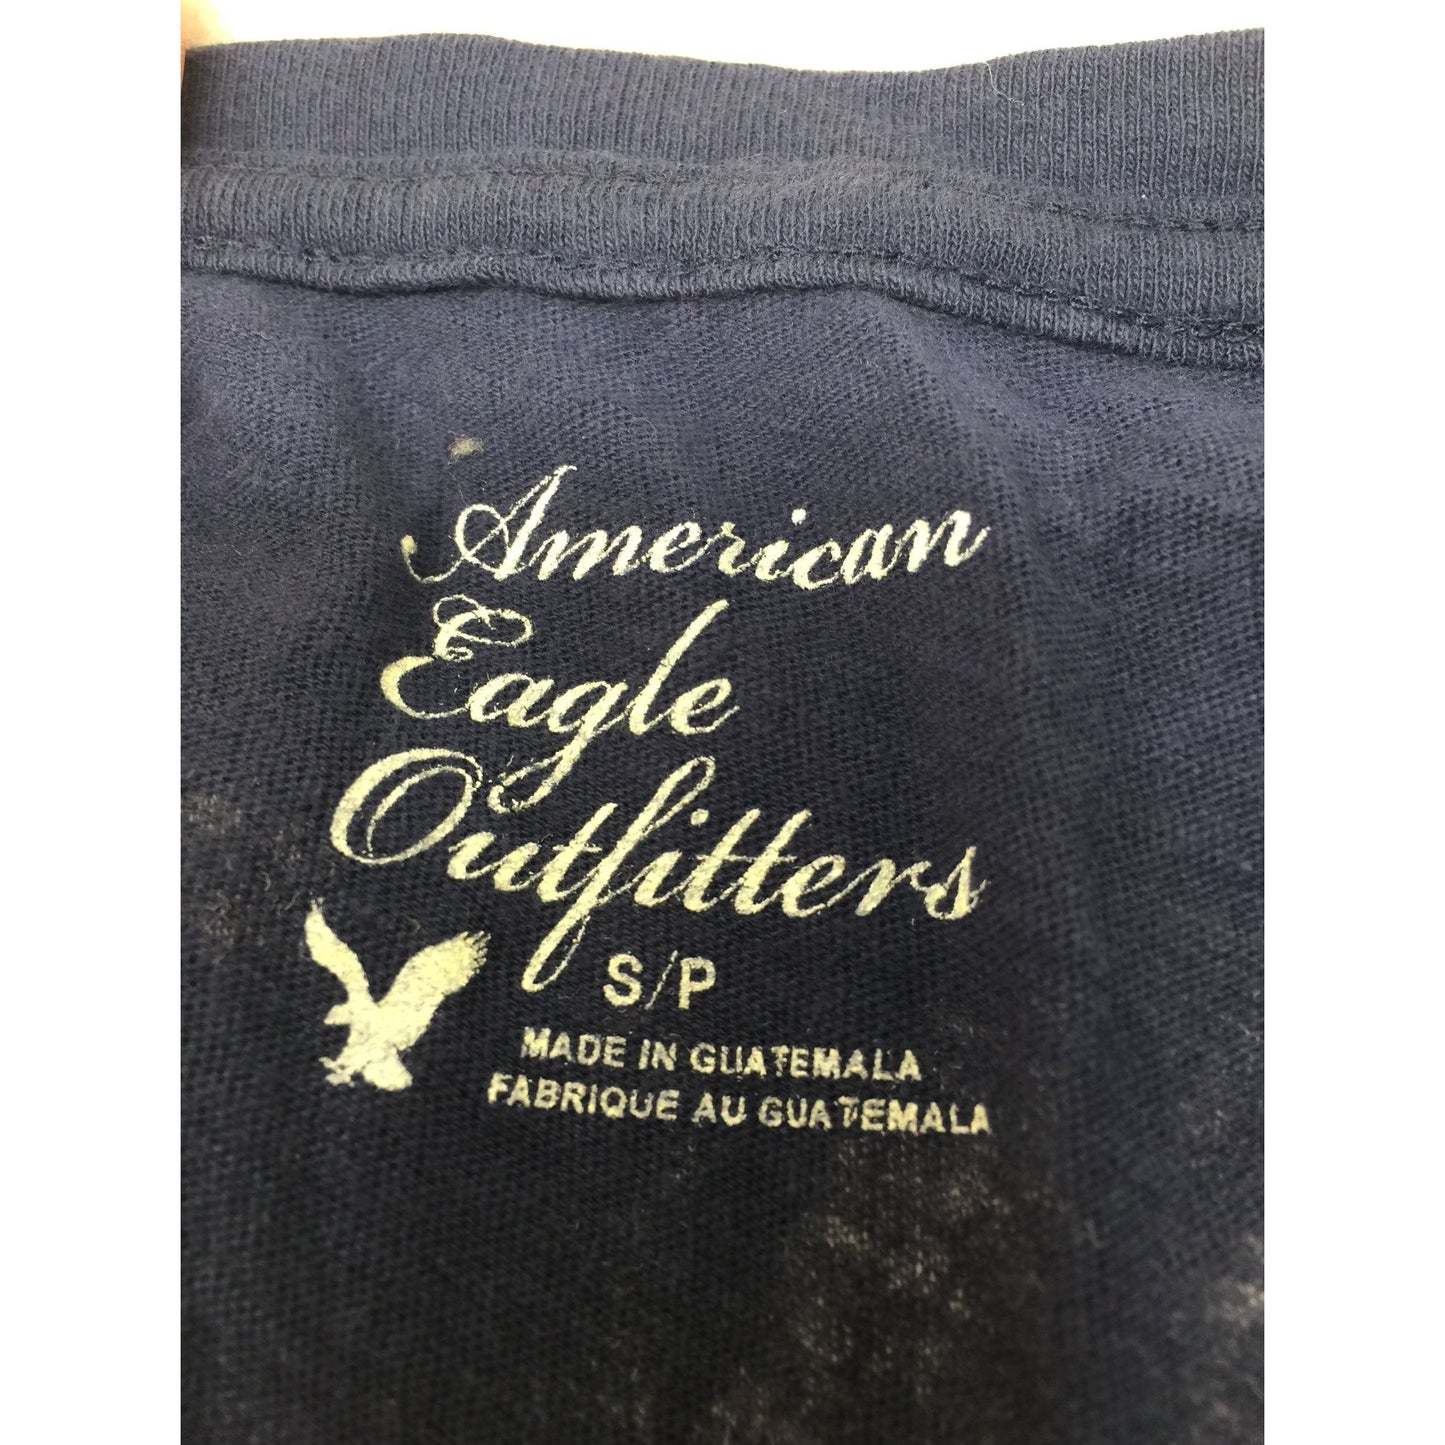 American
Eagle
Outfitters
S/P
MADE IN GUATEMALA
FABRIQUE AU GUATEMALA